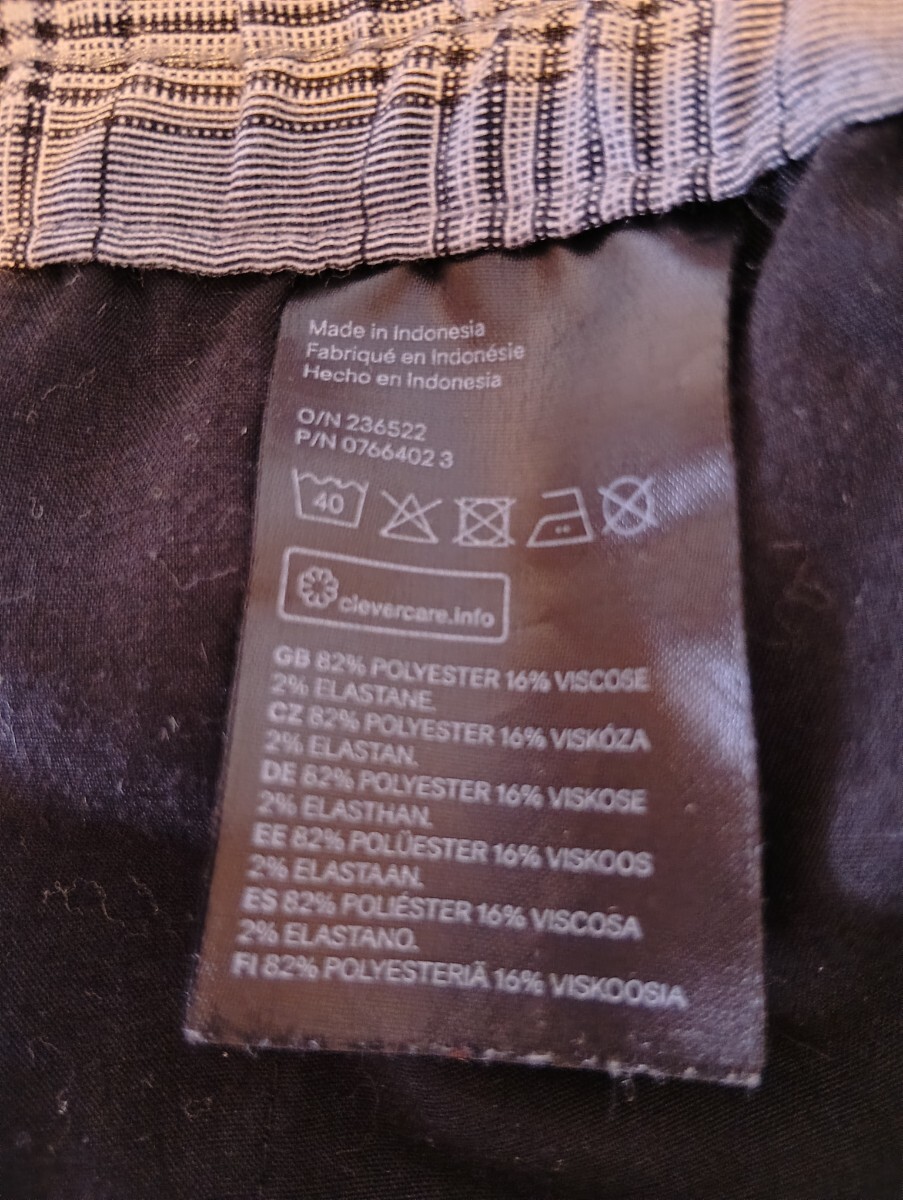 Made in Indonesia
Fabriqué en Indonésie
Hecho en Indonesia
O/N 236522
P/N 0766402 3
40
clevercare.info
GB 82% POLYESTER 16% VISCOSE
2% ELASTANE.
CZ 82% POLYESTER 16% VISKÓZA
2% ELASTAN.
DE 82% POLYESTER 16% VISKOSE
2% ELASTHAN.
EE 82% POLÜESTER 16% VISKOOS
2% ELASTAAN.
ES 82% POLIÉSTER 16% VISCOSA
2% ELASTANO.
FI 82% POLYESTERIÄ 16% VISKOOSIA